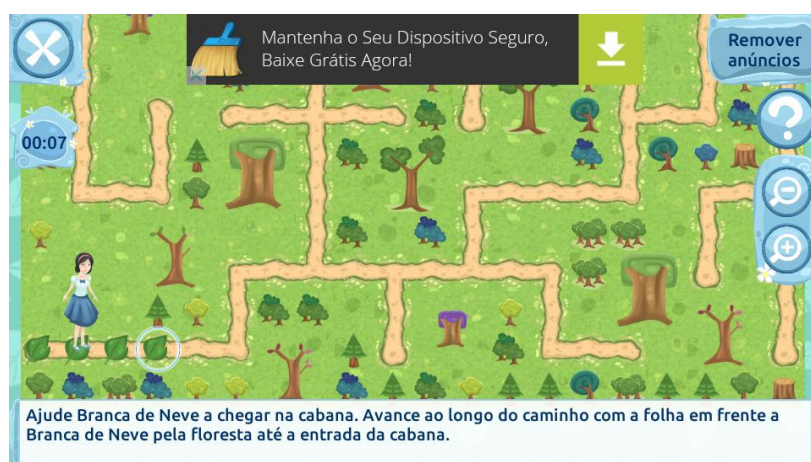 Mantenha o Seu Dispositivo Seguro,
Baixe Grátis Agora!
Remover
anúncios
00:07
?
Ajude Branca de Neve a chegar na cabana. Avance ao longo do caminho com a folha em frente a
Branca de Neve pela floresta até a entrada da cabana.